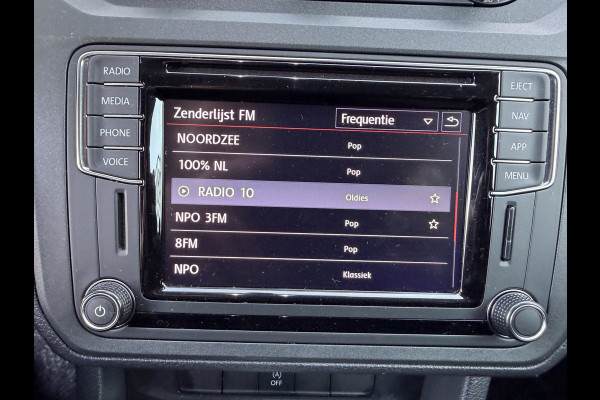 RADIO
MEDIA
PHONE
VOICE
EJECT
NAV
APP
MENU
Zenderlijst FM
Frequentie
NOORDZEE Pop
100% NL Pop
RADIO 10 Oldies
NPO 3FM Pop
8FM Pop
NPO Klassiek
(A)
OFF